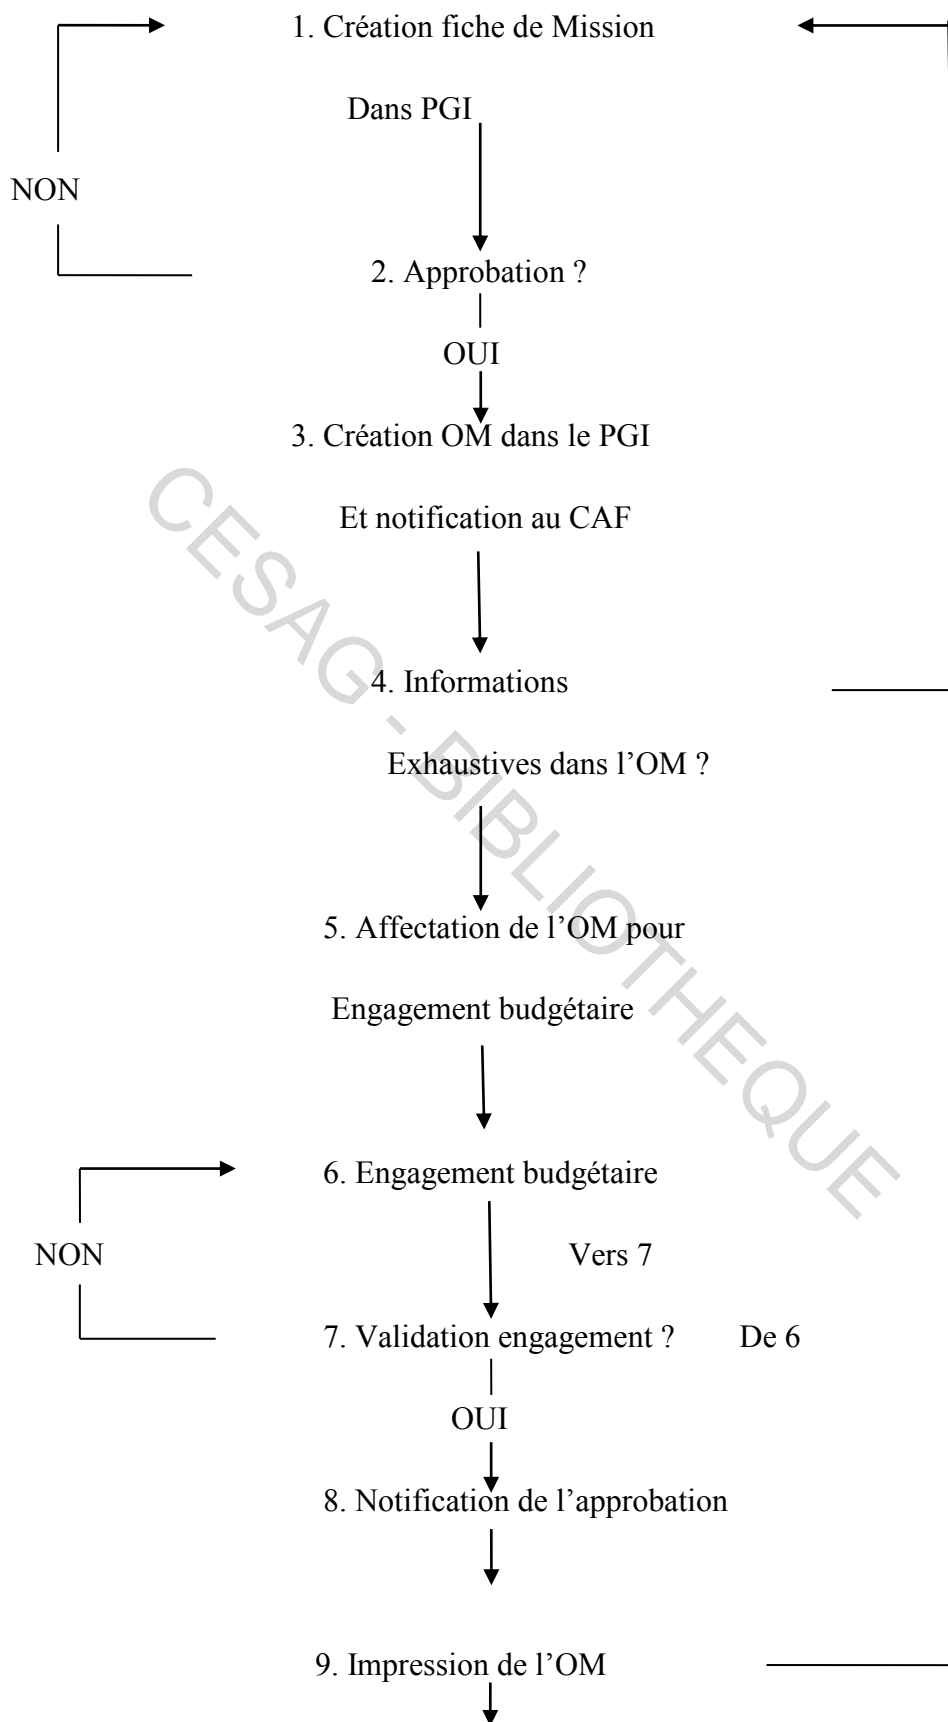 1. Création fiche de Mission
Dans PGI
NON
2. Approbation ?
OUI
3. Création OM dans le PGI
Et notification au CAF
4. Informations
Exhaustives dans l’OM ?
5. Affectation de l’OM pour
Engagement budgétaire
6. Engagement budgétaire
NON
Vers 7
7. Validation engagement ?
De 6
OUI
8. Notification de l’approbation
9. Impression de l’OM
CESAG - BIBLIOTHEQUE